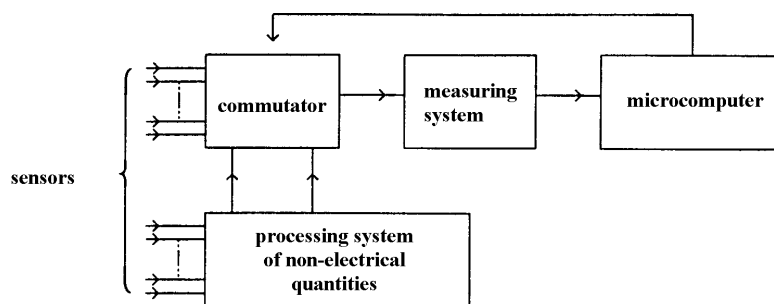 commutator
measuring
system
microcomputer
sensors
processing system
of non-electrical
quantities